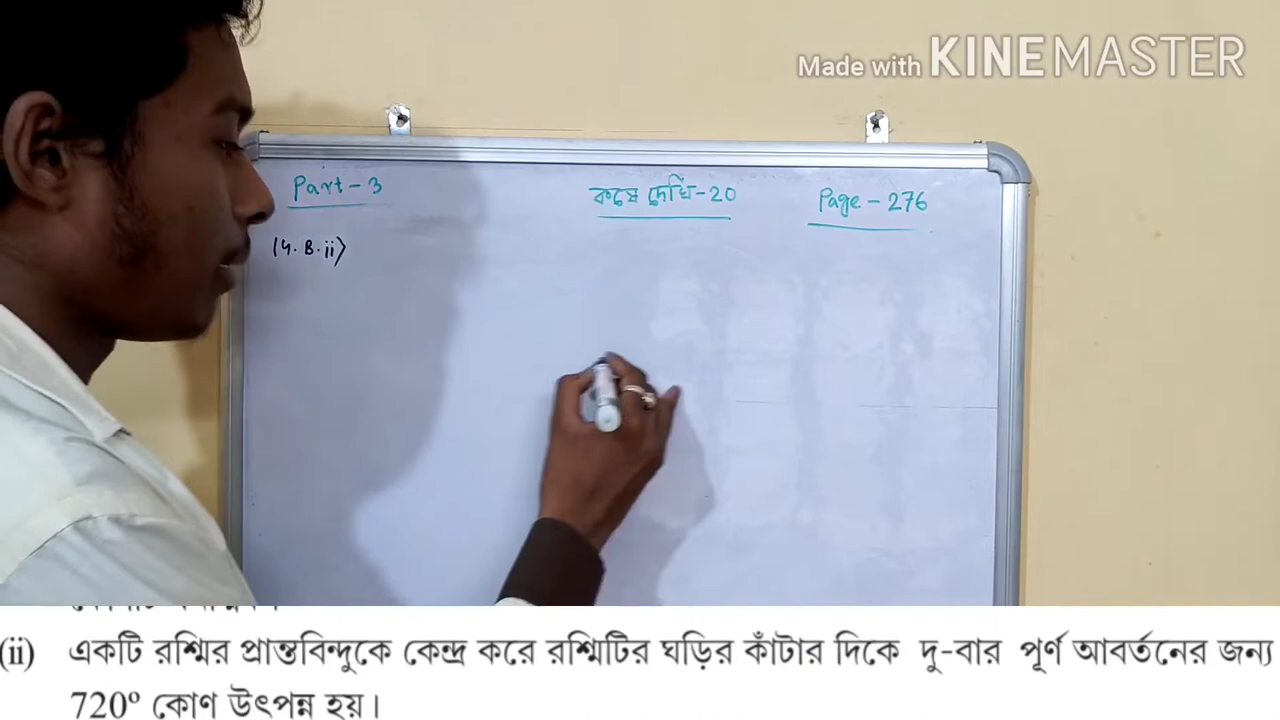 Made with KINEMASTER
Part - 3 কষে দেখি - 20 Page - 276
(14. B. ii)
(ii) একটি রশ্মির প্রান্তবিন্দুকে কেন্দ্র করে রশ্মিটির ঘড়ির কাঁটার দিকে দু-বার পূর্ণ আবর্তনের জন্য
720° কোণ উৎপন্ন হয়।